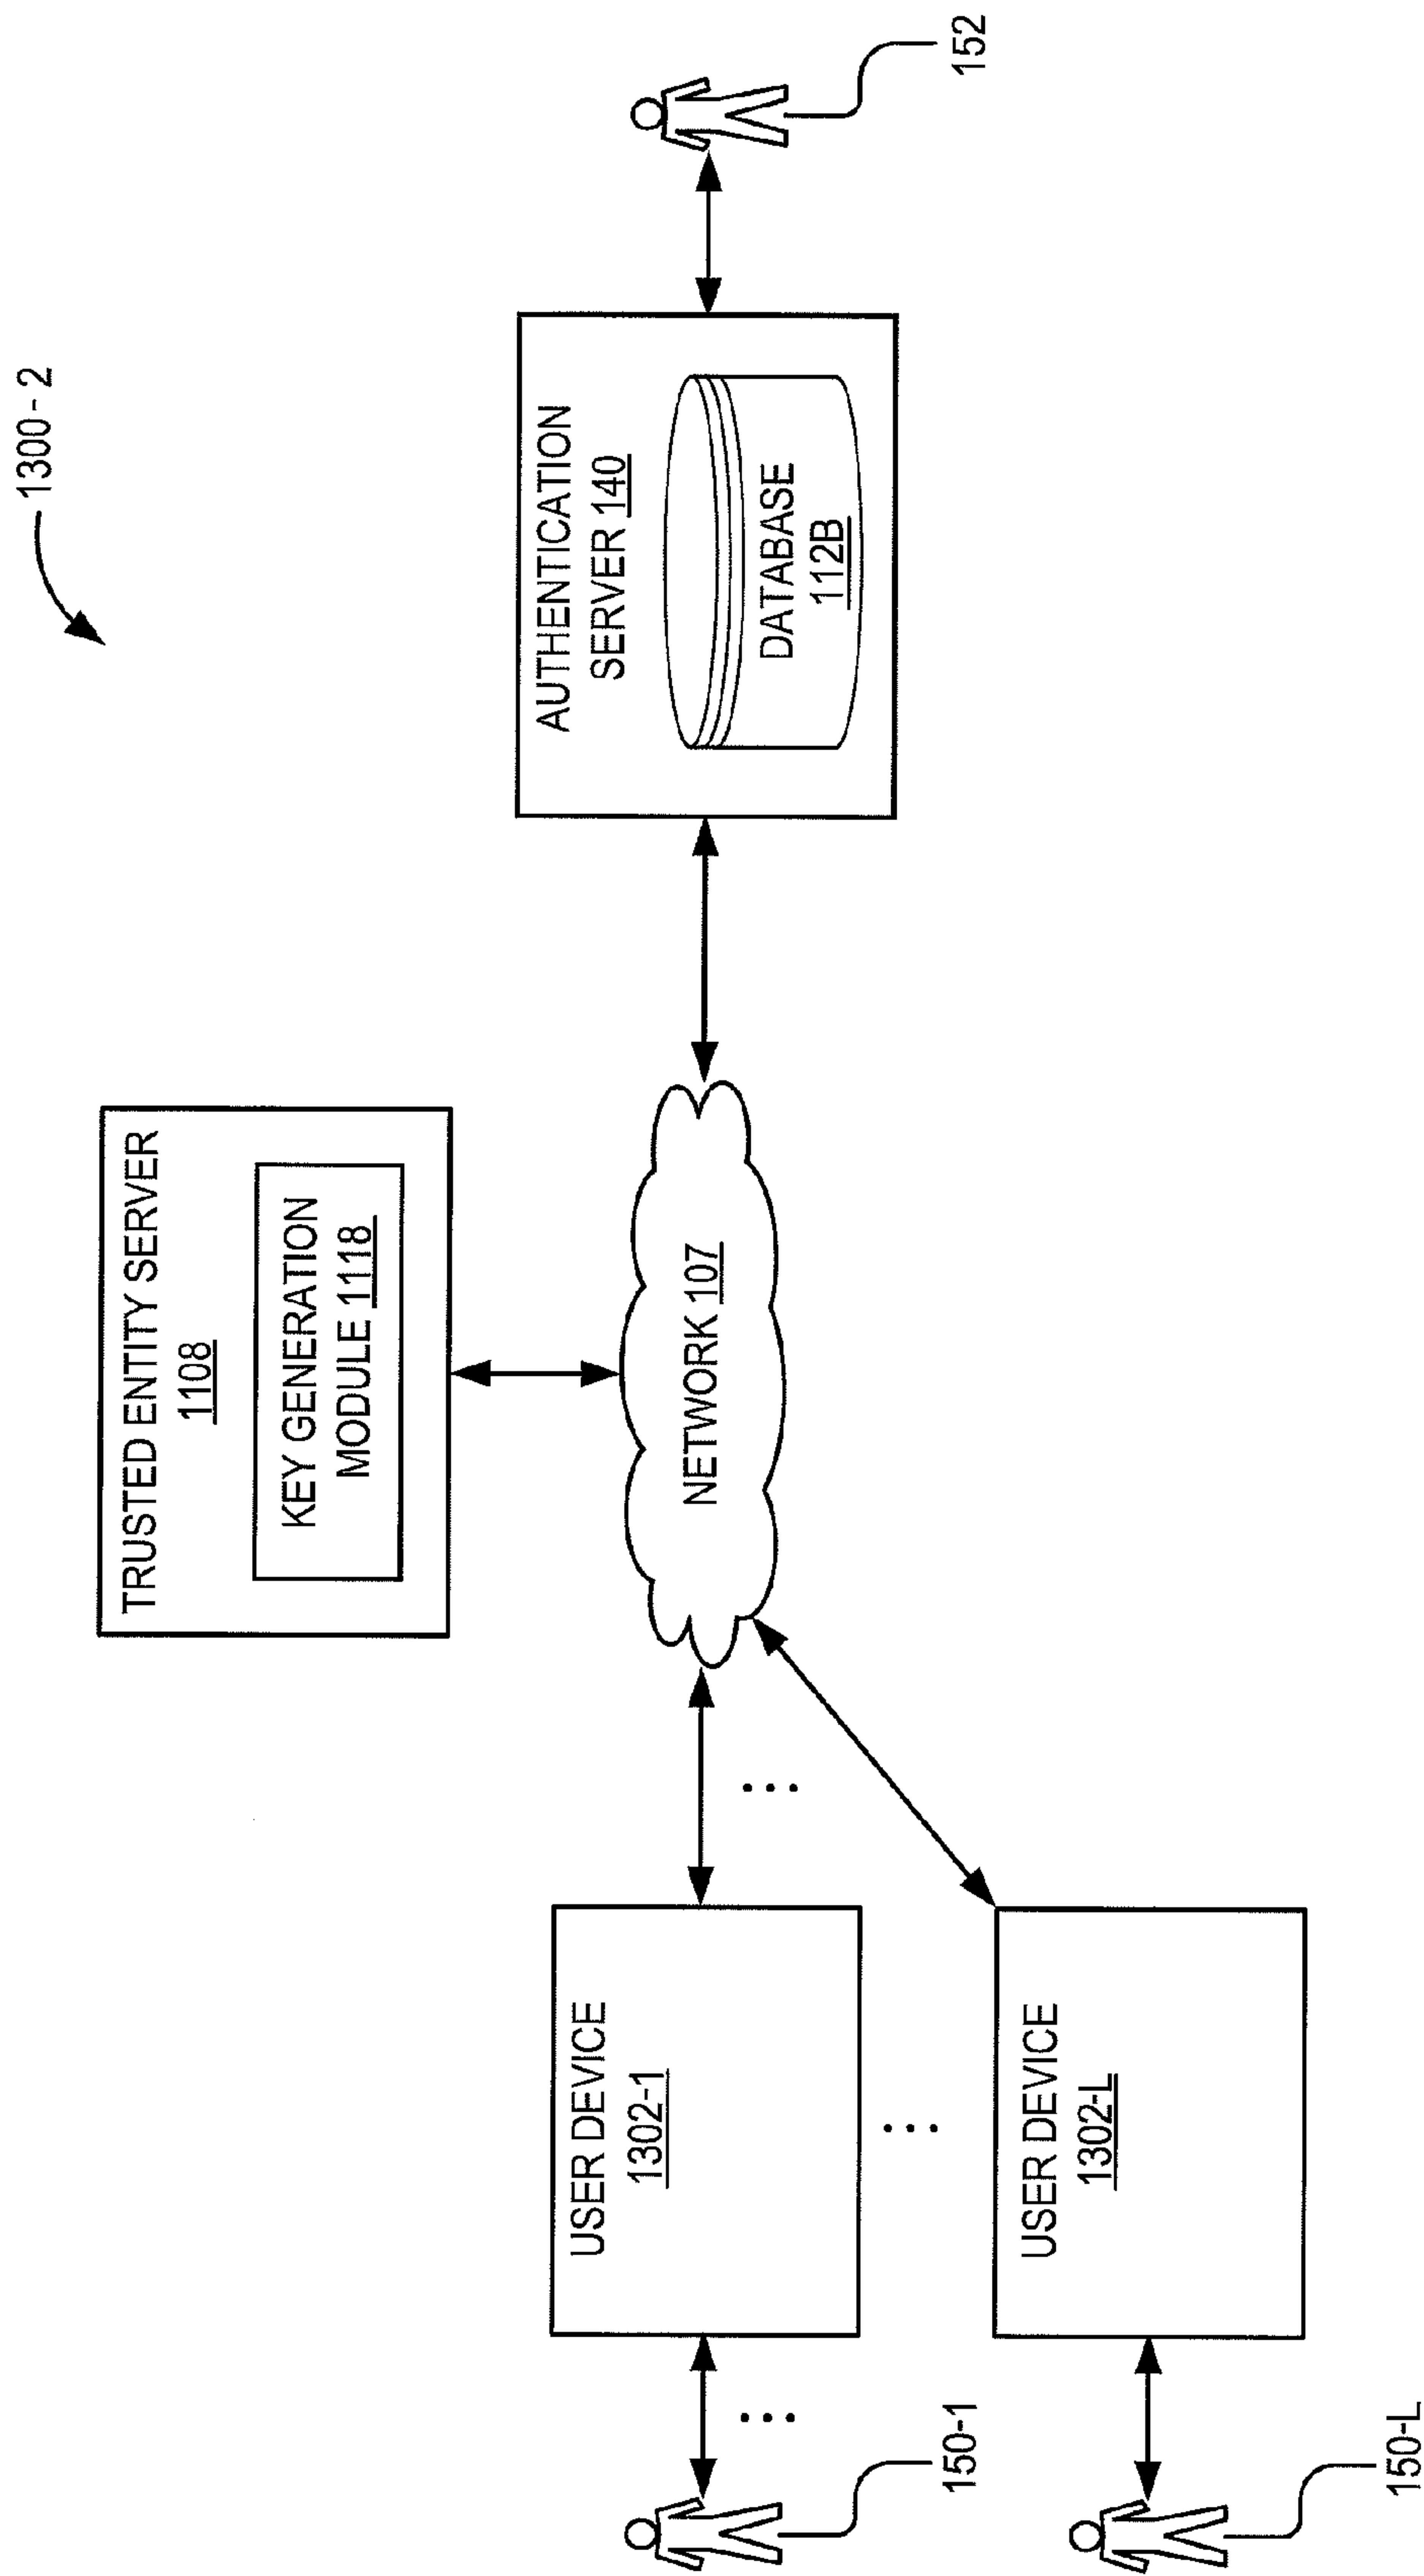 1300-2
TRUSTED ENTITY SERVER
1108
KEY GENERATION
MODULE 1118
150-1
USER DEVICE
1302-1
...
...
...
NETWORK 107
AUTHENTICATION
SERVER 140
DATABASE
112B
152
150-L
USER DEVICE
1302-L